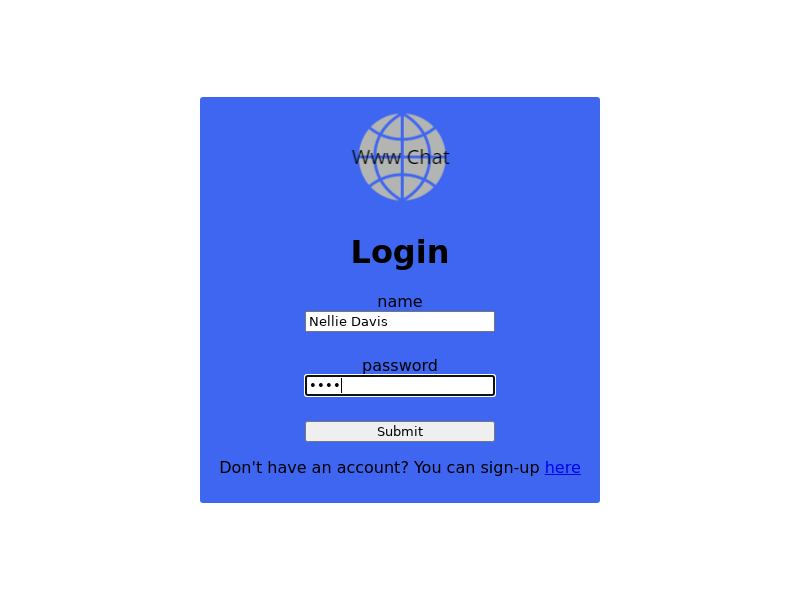 Www Chat
Login
name
Nellie Davis
password
••••
Submit
Don't have an account? You can sign-up here